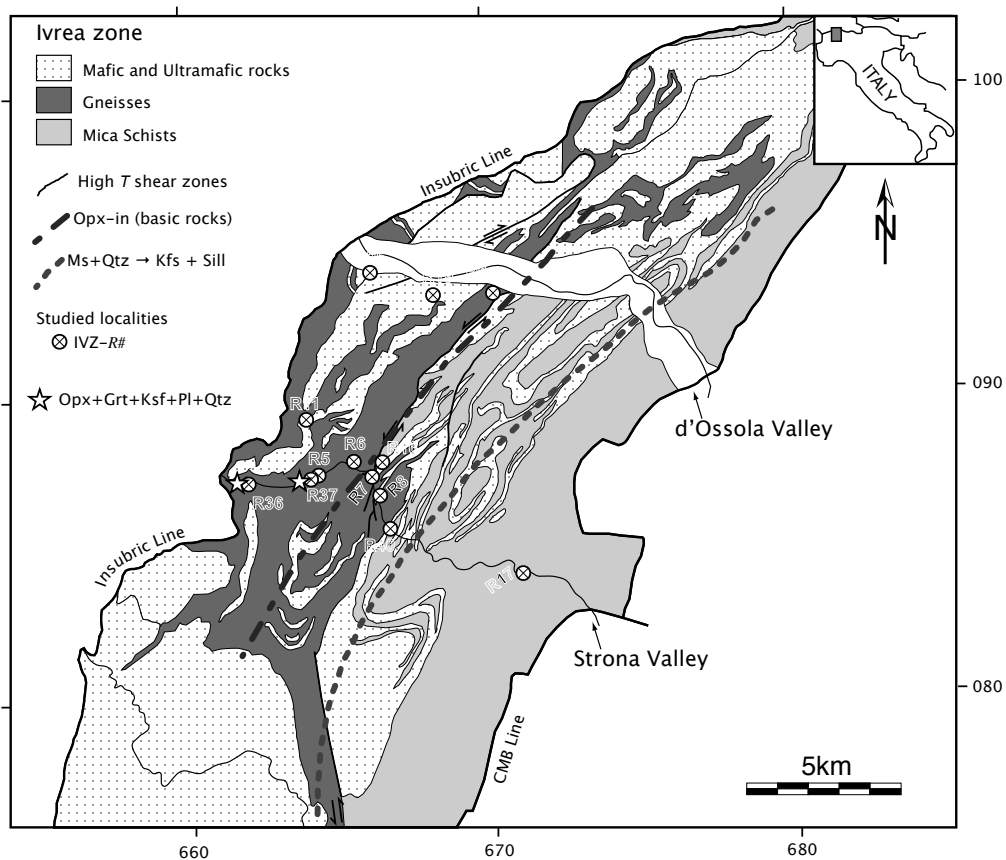 Ivrea zone
Mafic and Ultramafic rocks
Gneisses
Mica Schists
High T shear zones
Opx-in (basic rocks)
Ms+Qtz → Kfs + Sill
Studied localities
IVZ-R#
Opx+Grt+Ksf+Pl+Qtz
ITALY
100
N
Insubric Line
090
d'Ossola Valley
R6
R5
R7
R8
R36
R37
Insubric Line
R17
Strona Valley
080
CMB Line
5km
660
670
680